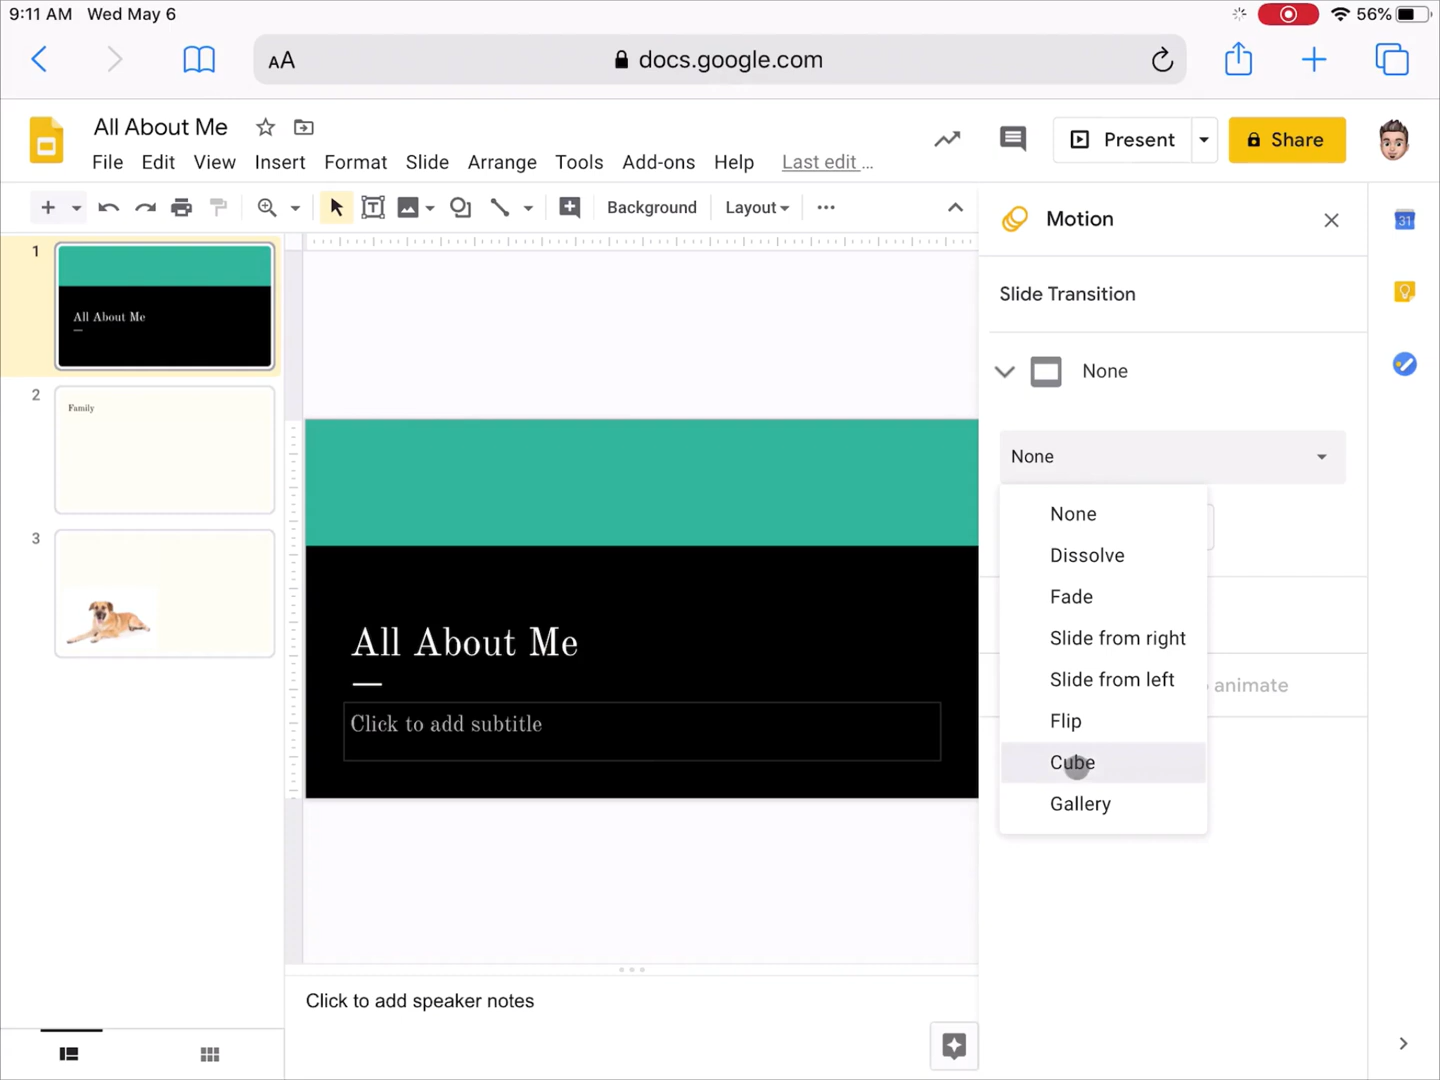 9:11 AM Wed May 6
56%
AA docs.google.com
All About Me
File Edit View Insert Format Slide Arrange Tools Add-ons Help Last edit ...
Present
Share
Background Layout
Motion
31
Slide Transition
None
None
None
Dissolve
Fade
Slide from right
Slide from left
Flip
Cube
Gallery
animate
1
All About Me
2
Family
3
All About Me
Click to add subtitle
Click to add speaker notes